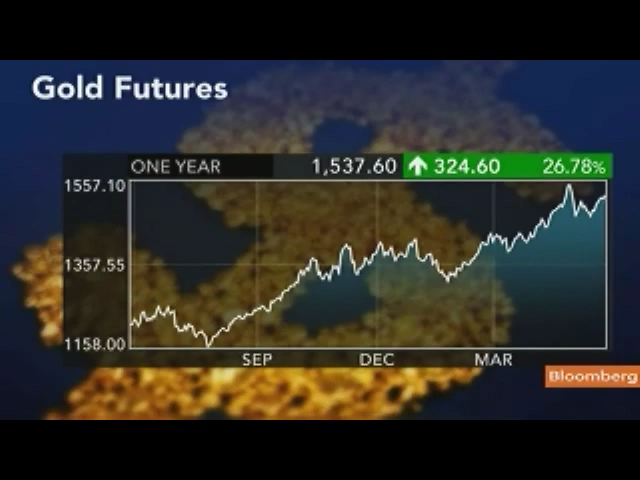 Gold Futures
ONE YEAR 1,537.60 324.60 26.78%
1557.10
1357.55
1158.00
SEP DEC MAR
Bloomberg